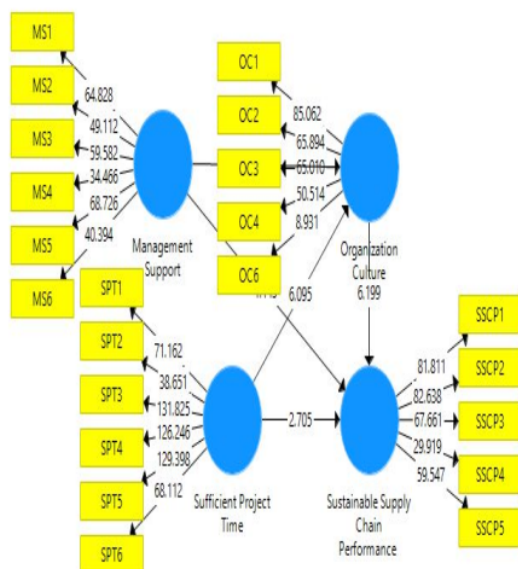 MS1
MS2
MS3
MS4
MS5
MS6
64.828
49.112
59.582
34.466
68.726
40.394
Management
Support
OC1
OC2
OC3
OC4
OC6
85.062
65.894
65.010
50.514
8.931
Organization
Culture
6.095
6.199
SPT1
SPT2
SPT3
SPT4
SPT5
SPT6
71.162
38.651
131.825
126.246
129.398
68.112
Sufficient Project
Time
2.705
SSCP1
SSCP2
SSCP3
SSCP4
SSCP5
81.811
82.638
67.661
29.919
59.547
Sustainable Supply
Chain
Performance